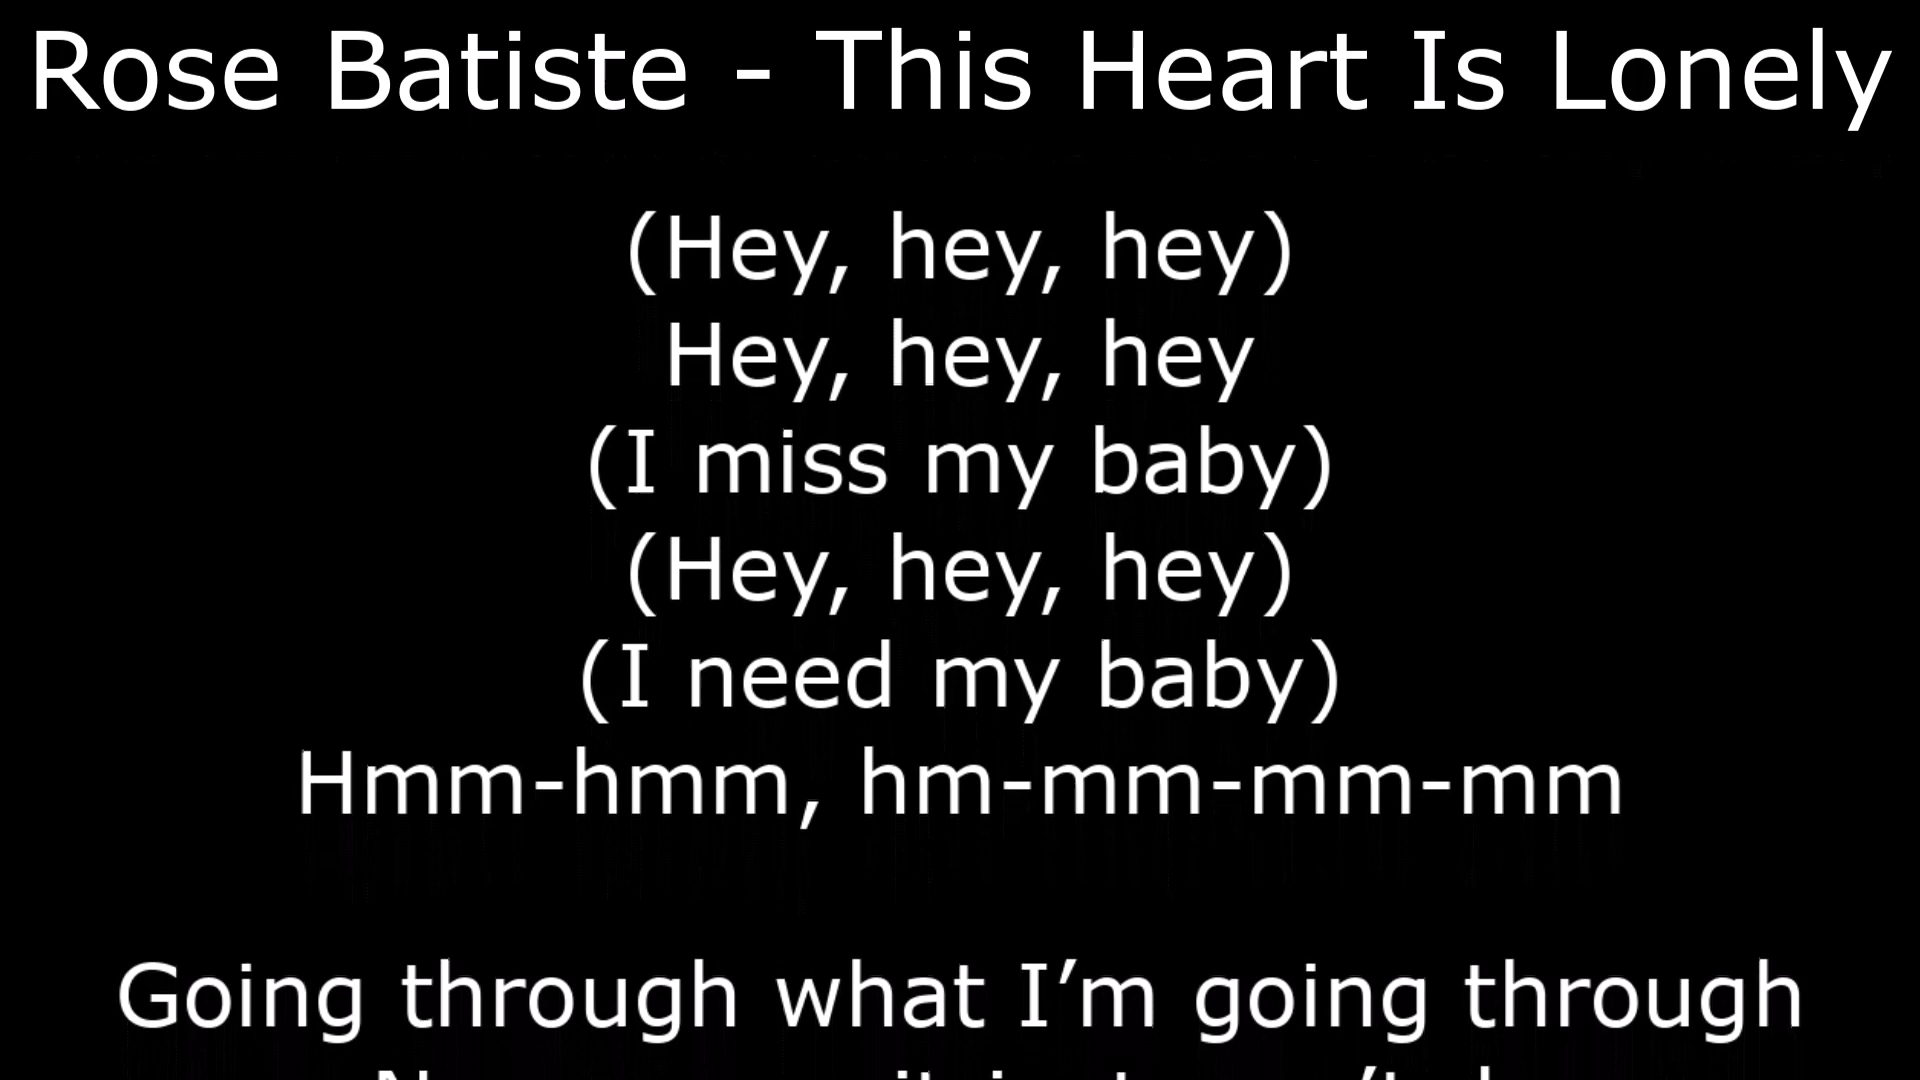 Rose Batiste - This Heart Is Lonely
(Hey, hey, hey)
Hey, hey, hey
(I miss my baby)
(Hey, hey, hey)
(I need my baby)
Hmm-hmm, hm-mm-mm-mm
Going through what I’m going through